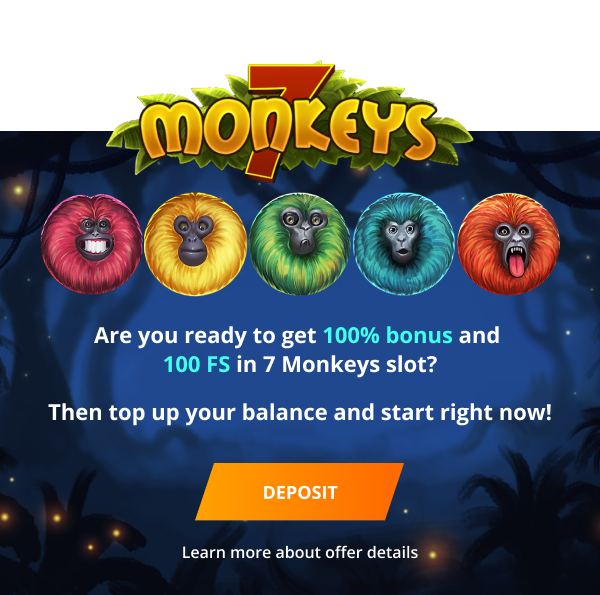 7
MONKEYS
Are you ready to get 100% bonus and
100 FS in 7 Monkeys slot?
Then top up your balance and start right now!
DEPOSIT
Learn more about offer details